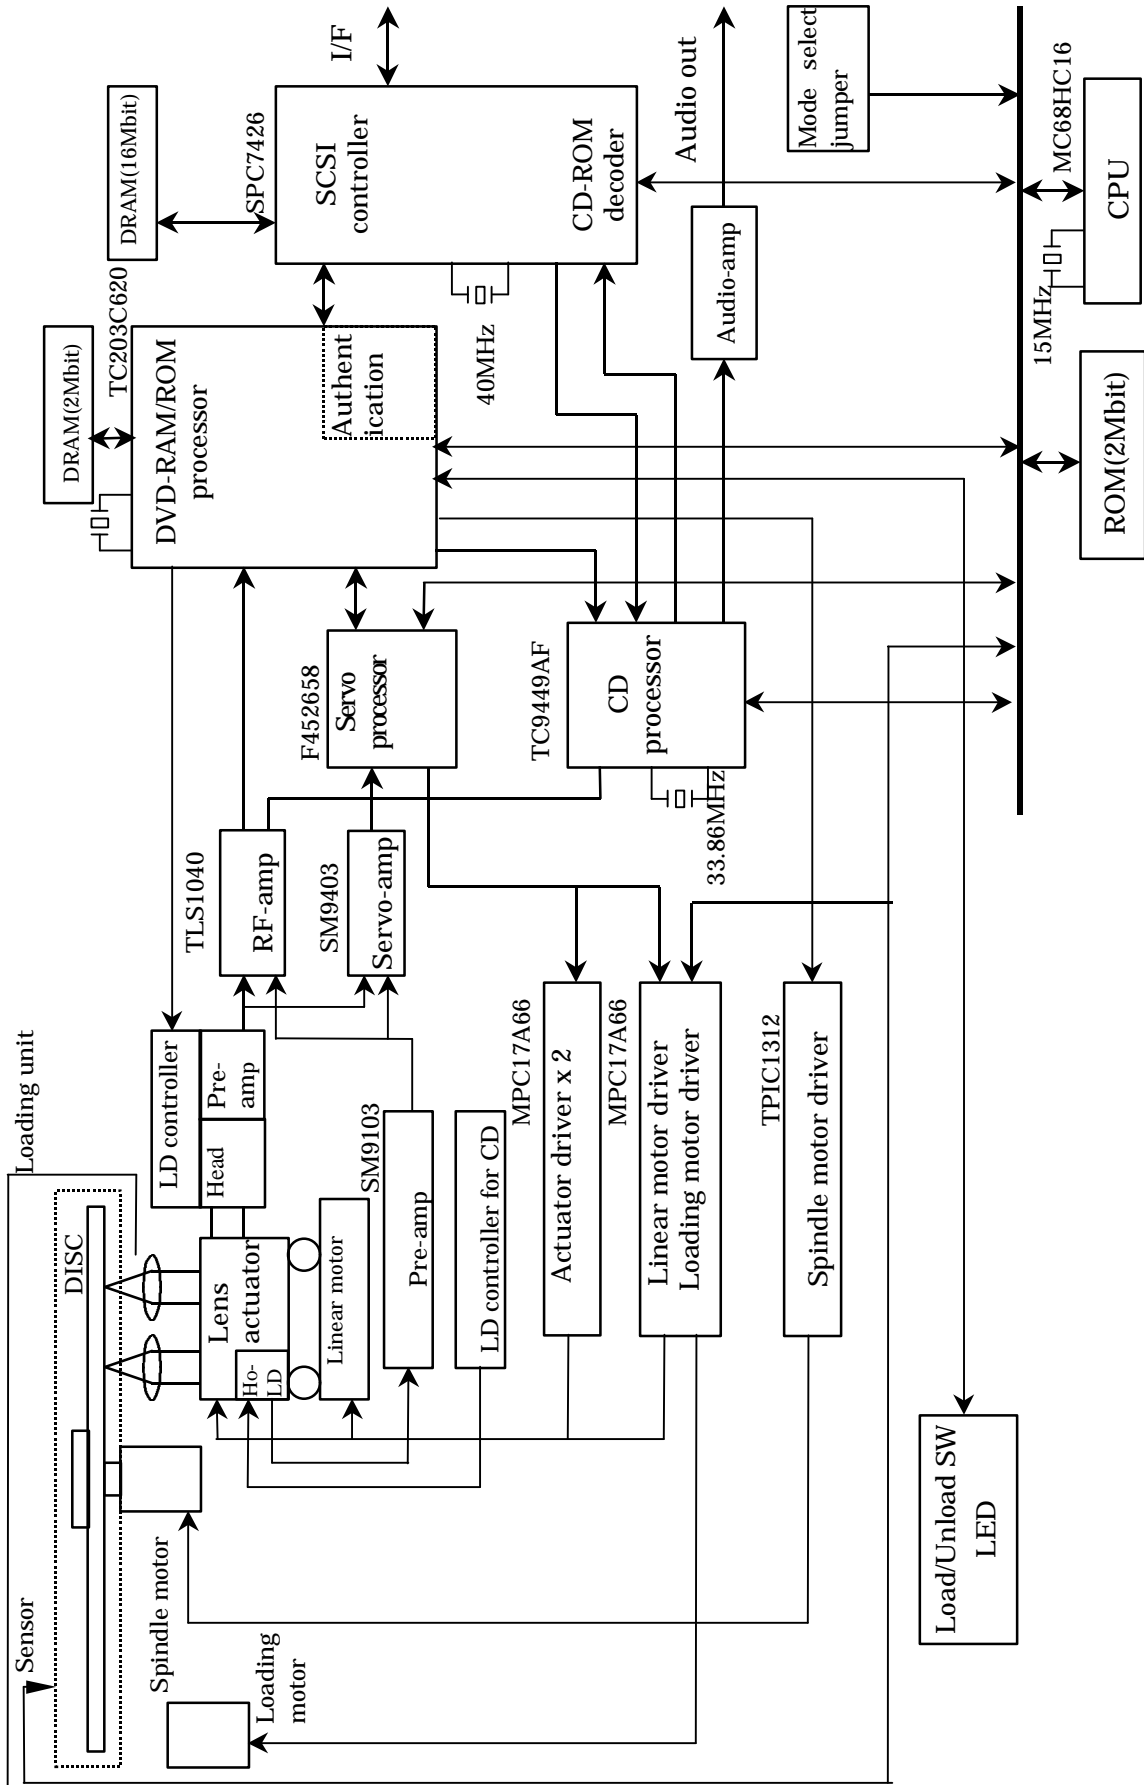 Loading unit
Sensor
DISC
Spindle motor
Loading
motor
Lens
actuator
Ho-
LD
Linear motor
LD controller
Head
Pre-
amp
SM9103
Pre-amp
LD controller for CD
MPC17A66
Actuator driver x 2
MPC17A66
Linear motor driver
Loading motor driver
TPIC1312
Spindle motor driver
Load/Unload SW
LED
TLS1040
RF-amp
SM9403
Servo-amp
F452658
Servo
processor
TC9449AF
CD
processor
33.86MHz
DRAM(2Mbit)
TC203C620
DVD-RAM/ROM
processor
Authent
ication
DRAM(16Mbit)
SPC7426
SCSI
controller
CD-ROM
decoder
40MHz
I/F
Audio-amp
Audio out
Mode select
jumper
MC68HC16
CPU
15MHz
ROM(2Mbit)